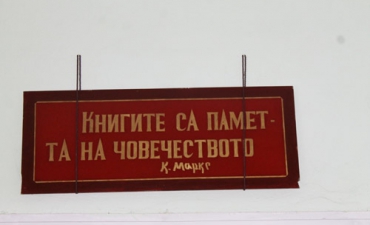 КНИГИТЕ СА ПАМЕТ-
ТА НА ЧОВЕЧЕСТВОТО
К. Маркс